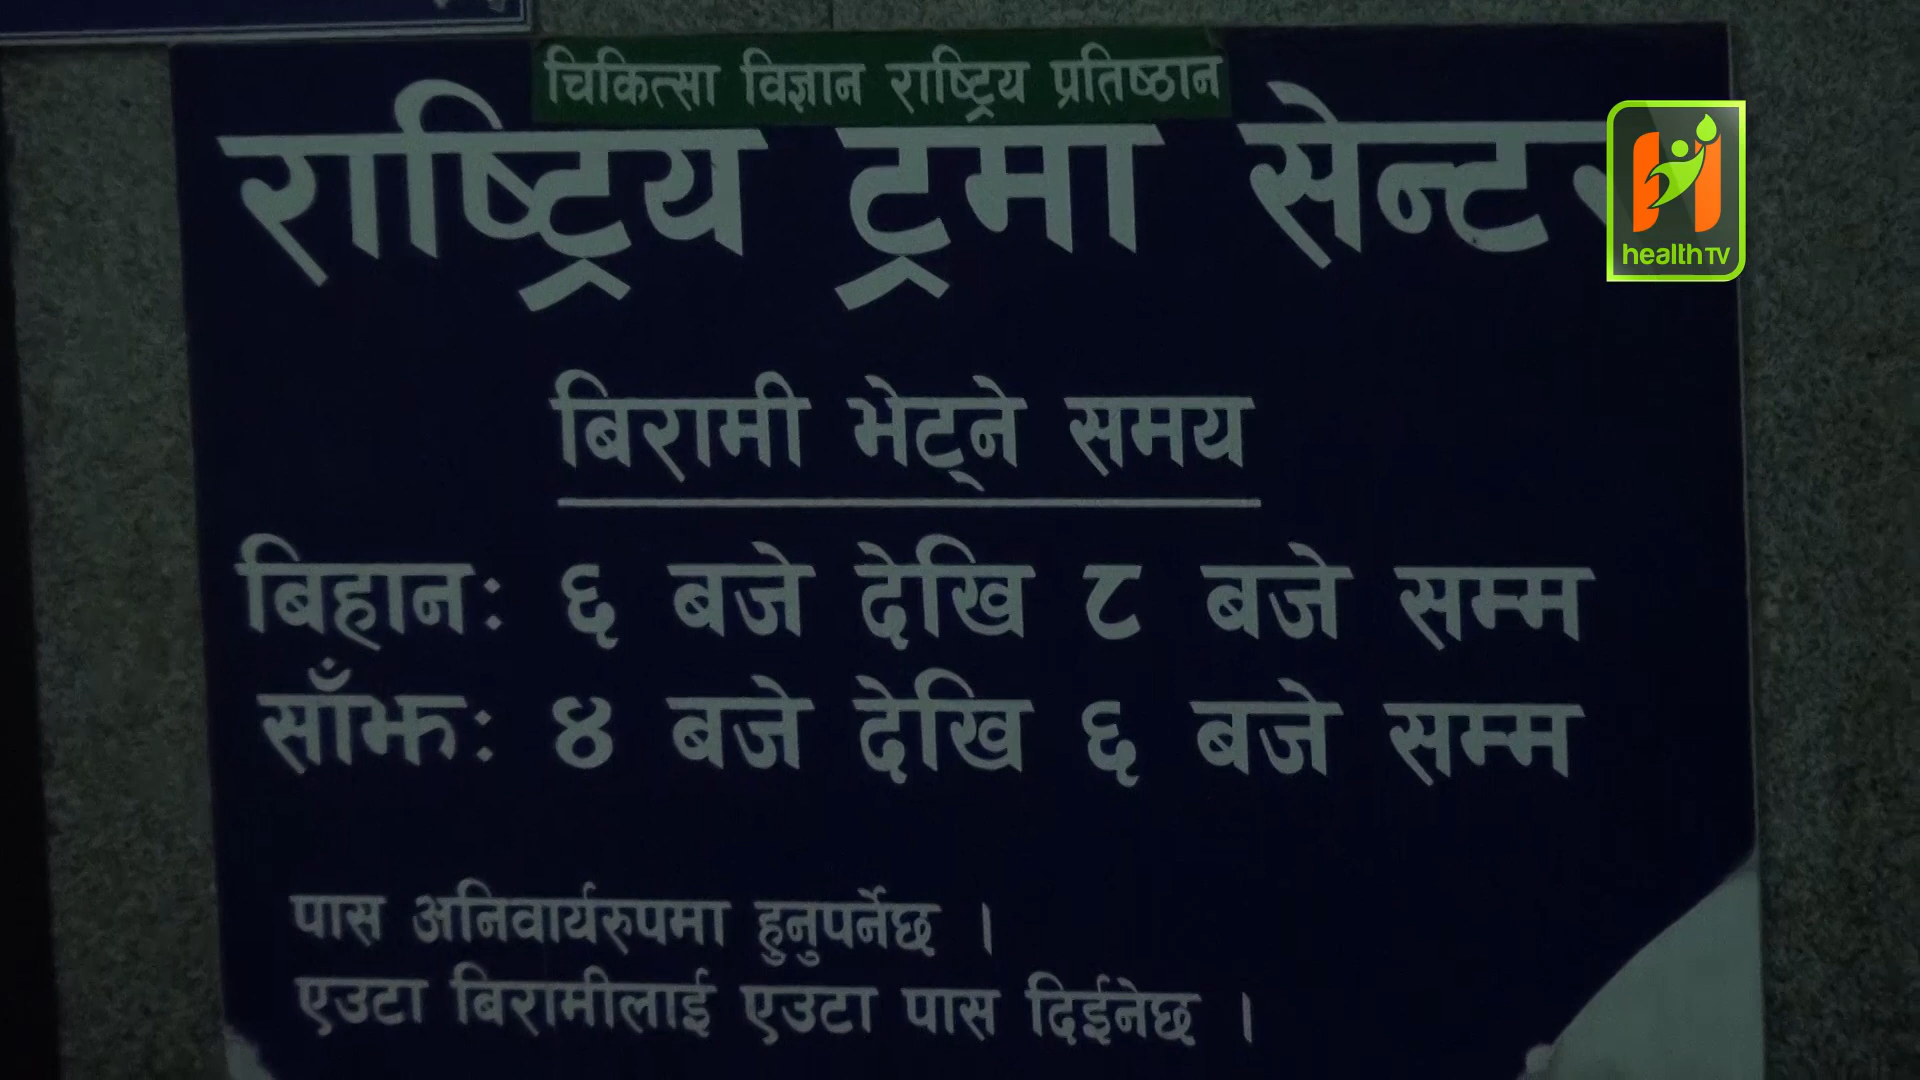 चिकित्सा विज्ञान राष्ट्रिय प्रतिष्ठान
राष्ट्रिय ट्रमा सेन्टर
health TV
बिरामी भेट्ने समय
बिहान: ६ बजे देखि ८ बजे सम्म
साँझ: ४ बजे देखि ६ बजे सम्म
पास अनिवार्यरुपमा हुनुपर्नेछ ।
एउटा बिरामीलाई एउटा पास दिईनेछ ।